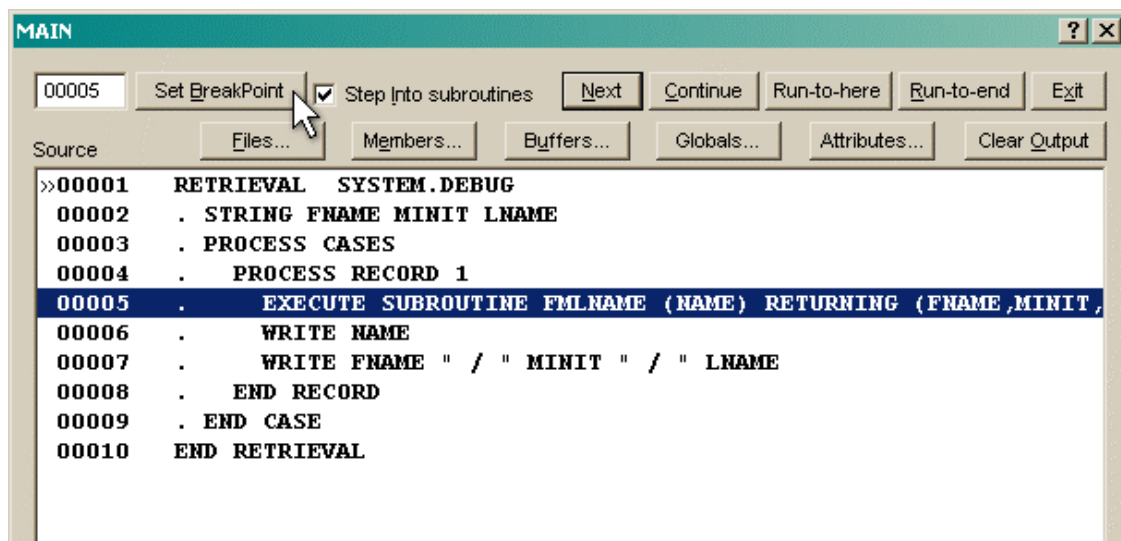 MAIN ? X
00005 Set BreakPoint Step Into subroutines Next Continue Run-to-here Run-to-end Exit
Source Files... Members... Buffers... Globals... Attributes... Clear Output
»00001 RETRIEVAL SYSTEM.DEBUG
00002 . STRING FNAME MINIT LNAME
00003 . PROCESS CASES
00004 . PROCESS RECORD 1
00005 . EXECUTE SUBROUTINE FMLNAME (NAME) RETURNING (FNAME,MINIT,
00006 . WRITE NAME
00007 . WRITE FNAME " / " MINIT " / " LNAME
00008 . END RECORD
00009 . END CASE
00010 END RETRIEVAL